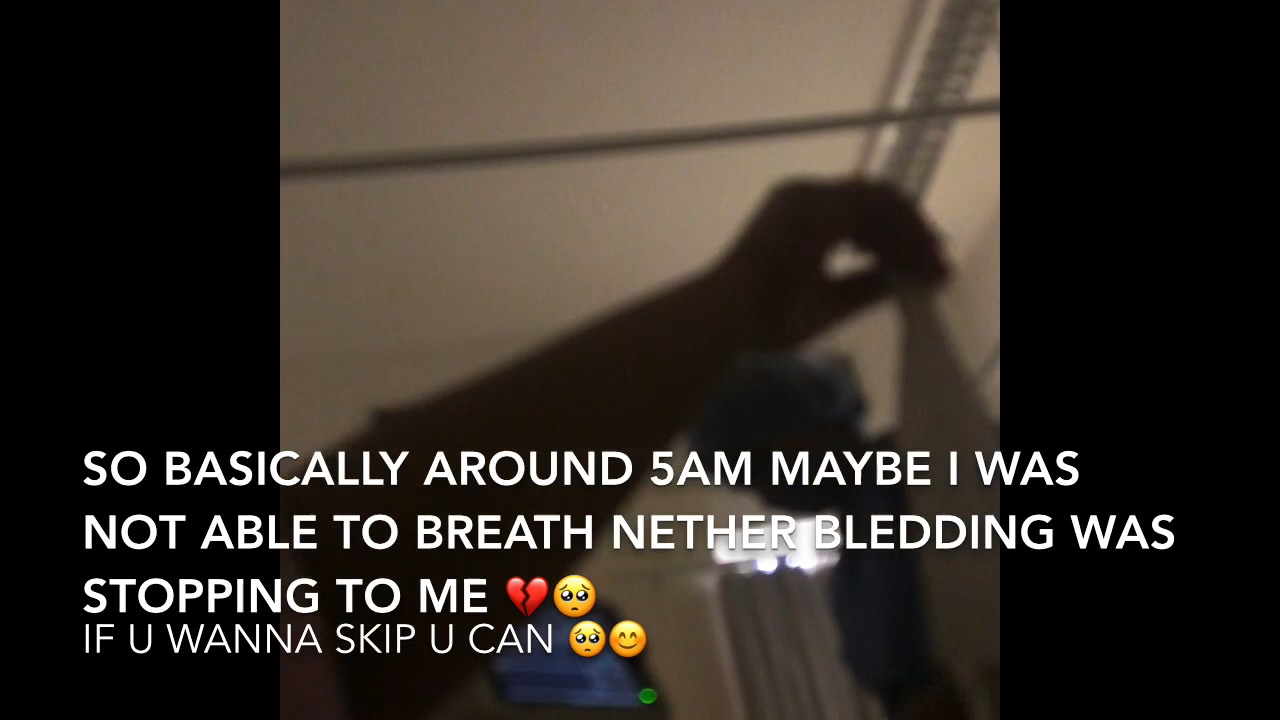 SO BASICALLY AROUND 5AM MAYBE I WAS
NOT ABLE TO BREATH NETHER BLEDDING WAS
STOPPING TO ME 💔🥺
IF U WANNA SKIP U CAN 🥺😊